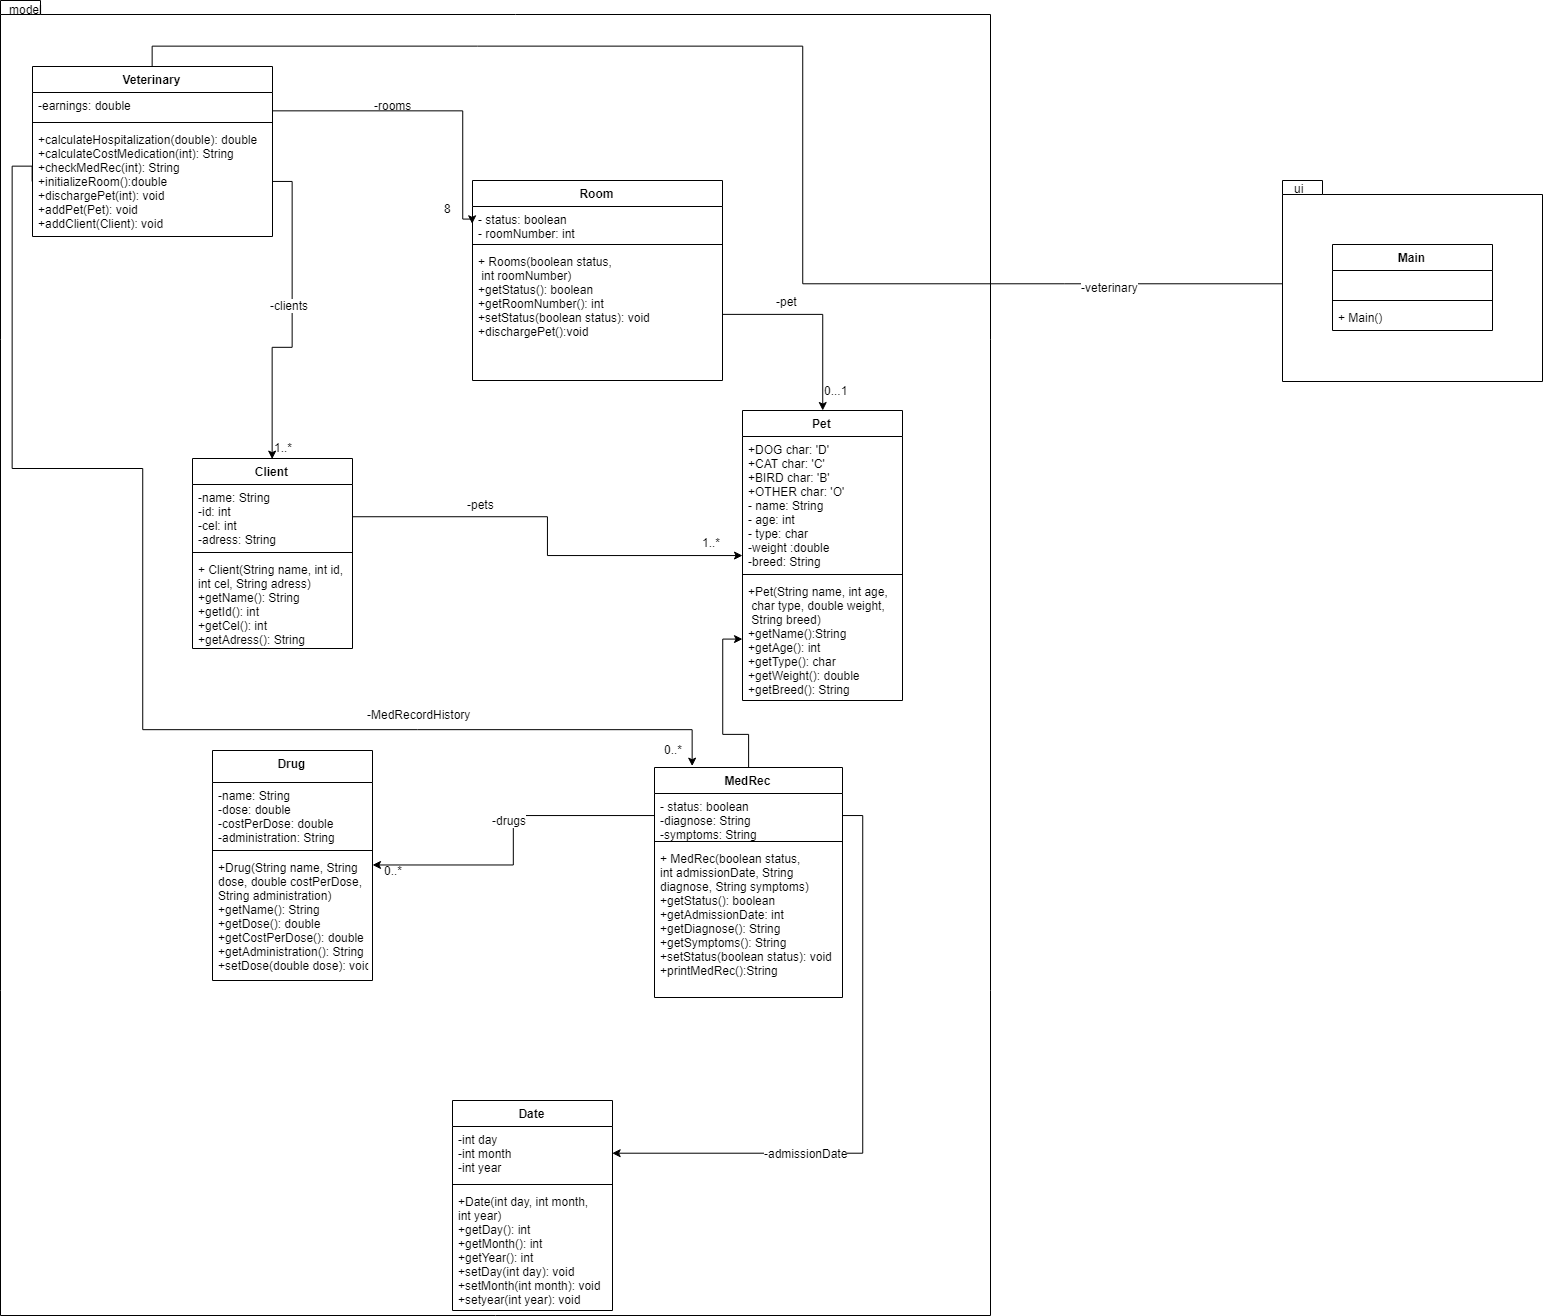 model
Veterinary
-earnings: double
+calculateHospitalization(double): double
+calculateCostMedication(int): String
+checkMedRec(int): String
+initializeRoom():double
+dischargePet(int): void
+addPet(Pet): void
+addClient(Client): void
-rooms
8
Room
- status: boolean
- roomNumber: int
+ Rooms(boolean status,
int roomNumber)
+getStatus(): boolean
+getRoomNumber(): int
+setStatus(boolean status): void
+dischargePet():void
ui
Main
+ Main()
-veterinary
-clients
1..*
-pet
0...1
Client
-name: String
-id: int
-cel: int
-adress: String
+ Client(String name, int id,
int cel, String adress)
+getName(): String
+getId(): int
+getCel(): int
+getAdress(): String
-pets
1..*
Pet
+DOG char: 'D'
+CAT char: 'C'
+BIRD char: 'B'
+OTHER char: 'O'
- name: String
- age: int
- type: char
-weight :double
-breed: String
+Pet(String name, int age,
char type, double weight,
String breed)
+getName():String
+getAge(): int
+getType(): char
+getWeight(): double
+getBreed(): String
-MedRecordHistory
0..*
Drug
-name: String
-dose: double
-costPerDose: double
-administration: String
+Drug(String name, String
dose, double costPerDose,
String administration)
+getName(): String
+getDose(): double
+getCostPerDose(): double
+getAdministration(): String
+setDose(double dose): void
-drugs
0..*
MedRec
- status: boolean
-diagnose: String
-symptoms: String
+ MedRec(boolean status,
int admissionDate, String
diagnose, String symptoms)
+getStatus(): boolean
+getAdmissionDate: int
+getDiagnose(): String
+getSymptoms(): String
+setStatus(boolean status): void
+printMedRec():String
-admissionDate
Date
-int day
-int month
-int year
+Date(int day, int month,
int year)
+getDay(): int
+getMonth(): int
+getYear(): int
+setDay(int day): void
+setMonth(int month): void
+setyear(int year): void